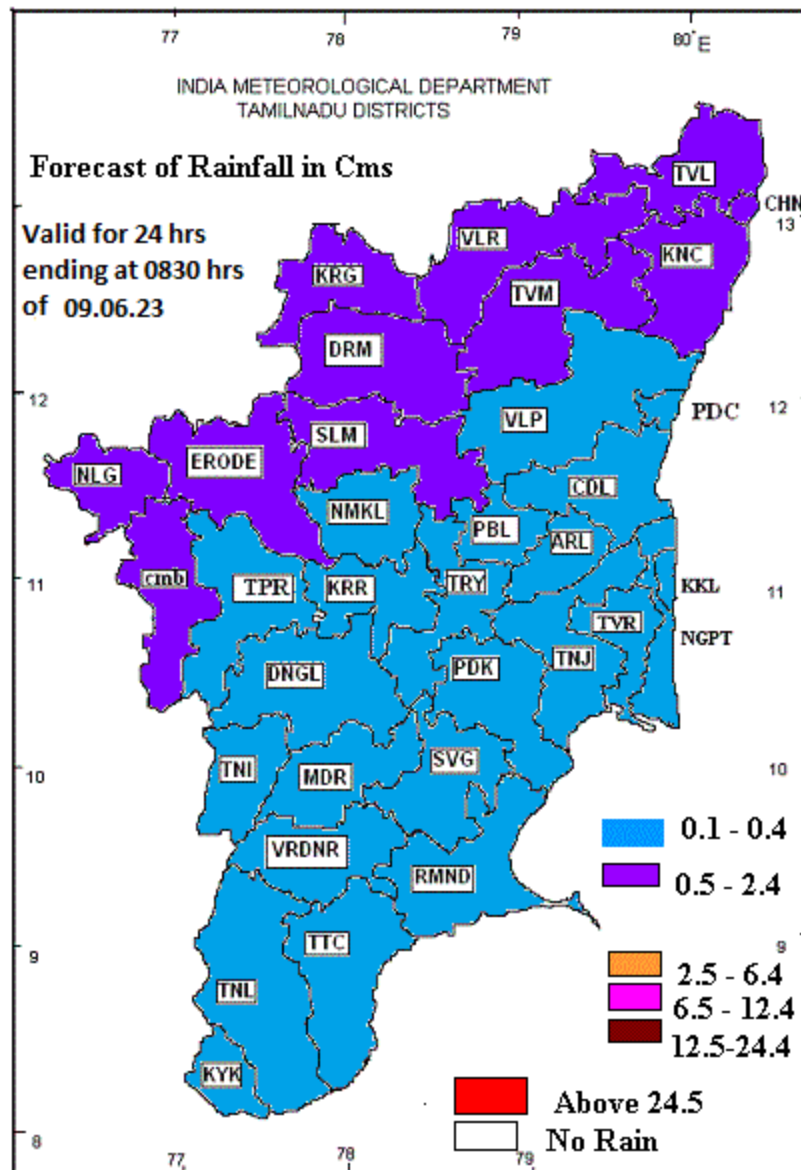 77 78 79 80°E
INDIA METEOROLOGICAL DEPARTMENT
TAMILNADU DISTRICTS
Forecast of Rainfall in Cms
Valid for 24 hrs
ending at 0830 hrs
of 09.06.23
TVL
CHN
13
VLR
KNC
KRG
TVM
DRM
12
12
VLP
PDC
SLM
ERODE
NLG
CDL
NMKL
PBL
ARL
11
cmb
TPR
KRR
TRY
KKL
11
TVR
NGPT
DNGL
PDK
TNJ
10
TNI
MDR
SVG
10
VRDNR
RMND
0.1 - 0.4
0.5 - 2.4
9
TTC
9
2.5 - 6.4
TNL
6.5 - 12.4
12.5-24.4
KYK
Above 24.5
8
No Rain
77 78 79